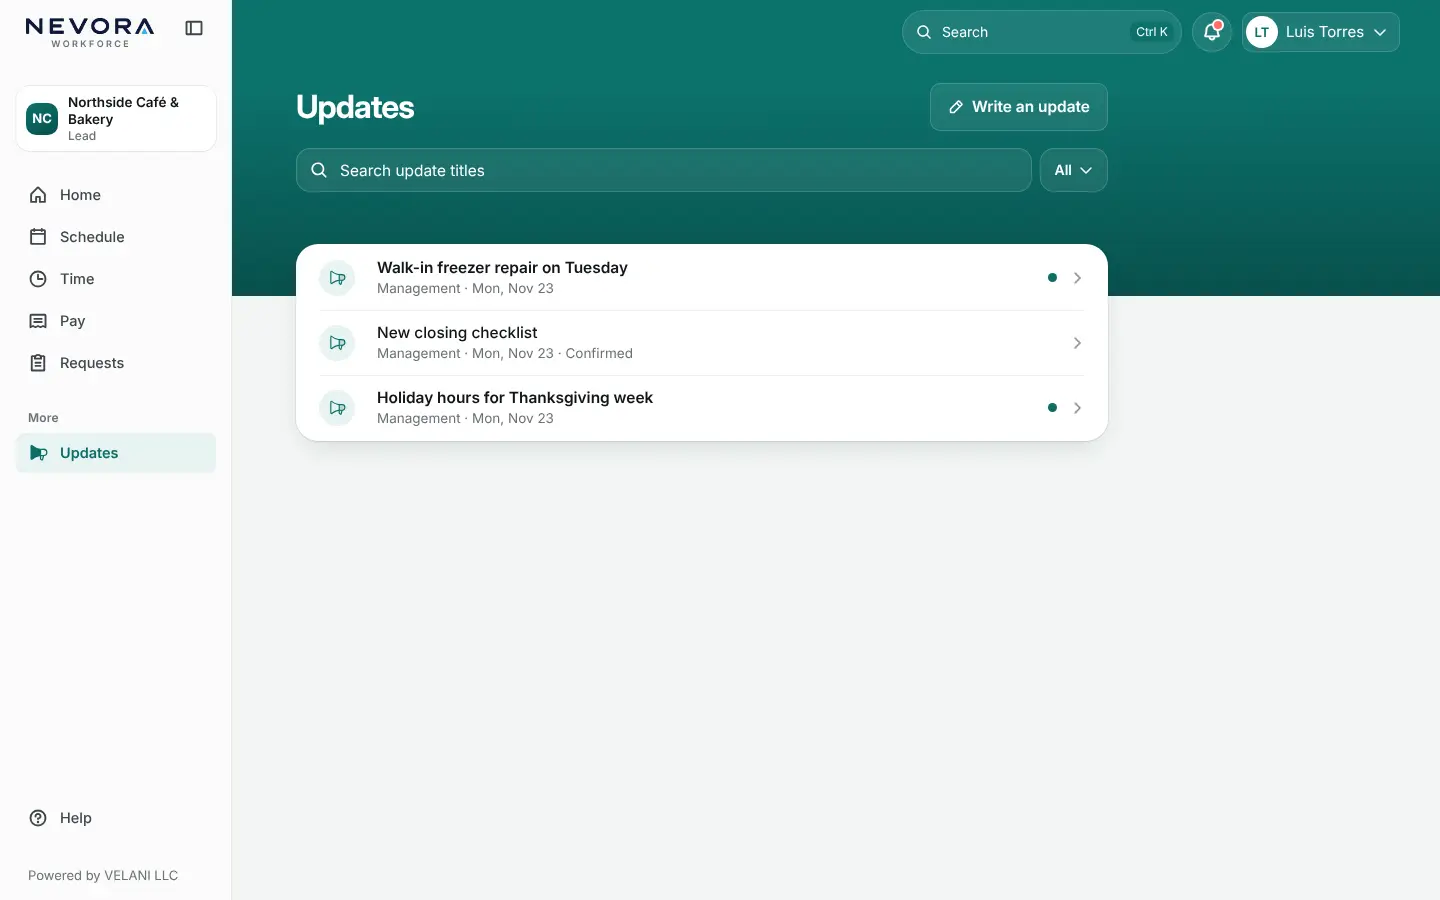 NEVORA
WORKFORCE
Search
Ctrl K
LT
Luis Torres
NC
Northside Café &
Bakery
Lead
Updates
Write an update
Search update titles
All
Home
Schedule
Time
Pay
Requests
More
Updates
Walk-in freezer repair on Tuesday
Management · Mon, Nov 23
New closing checklist
Management · Mon, Nov 23 · Confirmed
Holiday hours for Thanksgiving week
Management · Mon, Nov 23
Help
Powered by VELANI LLC